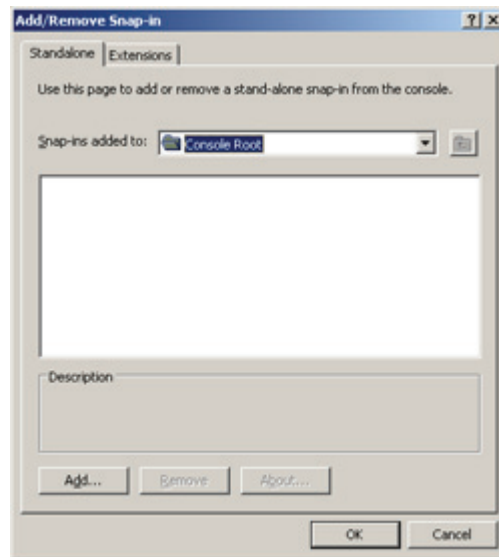 Add/Remove Snap-in
Standalone Extensions
Use this page to add or remove a stand-alone snap-in from the console.
Snap-ins added to: Console Root
Description
Add... Remove About...
OK Cancel